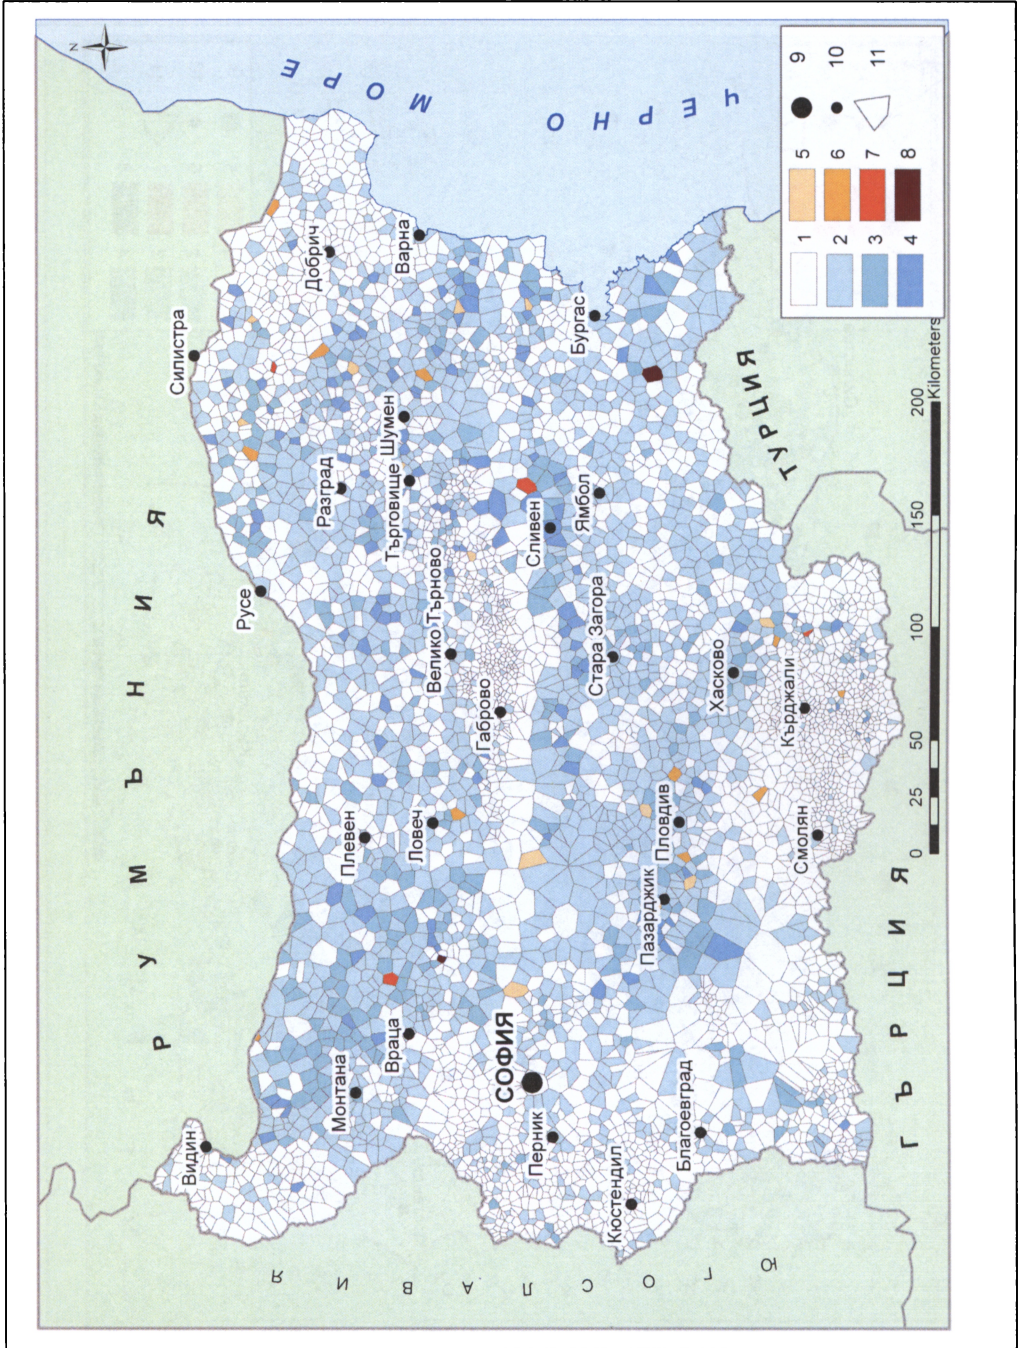 N
РУМЪНИЯ
ЧЕРНО МОРЕ
ТУРЦИЯ
ГЪРЦИЯ
ЮГОСЛАВИЯ
Видин
Монтана
Враца
СОФИЯ
Перник
Кюстендил
Благоевград
Плевен
Ловеч
Габрово
Велико Търново
Русе
Силистра
Разград
Търговище
Шумен
Добрич
Варна
Бургас
Сливен
Ямбол
Стара Загора
Хасково
Кърджали
Смолян
Пловдив
Пазарджик
0 25 50 100 150 200
Kilometers
1 5 9
2 6 10
3 7 11
4 8